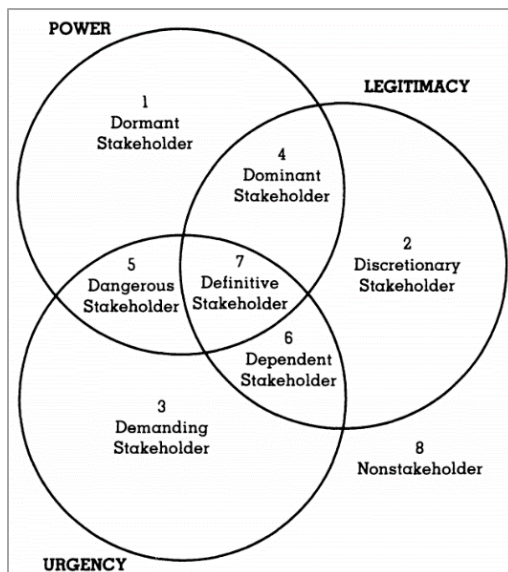 POWER
1
Dormant
Stakeholder
LEGITIMACY
4
Dominant
Stakeholder
2
Discretionary
Stakeholder
5
Dangerous
Stakeholder
7
Definitive
Stakeholder
6
Dependent
Stakeholder
3
Demanding
Stakeholder
8
Nonstakeholder
URGENCY